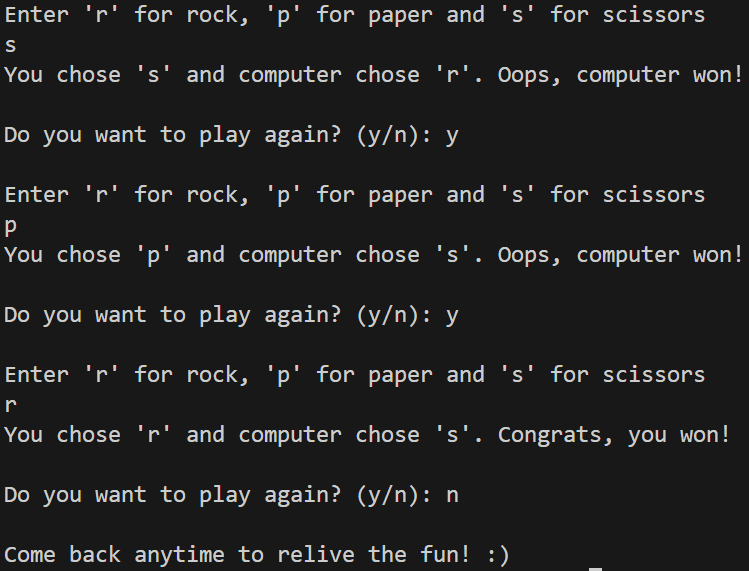 Enter 'r' for rock, 'p' for paper and 's' for scissors
s
You chose 's' and computer chose 'r'. Oops, computer won!
Do you want to play again? (y/n): y
Enter 'r' for rock, 'p' for paper and 's' for scissors
p
You chose 'p' and computer chose 's'. Oops, computer won!
Do you want to play again? (y/n): y
Enter 'r' for rock, 'p' for paper and 's' for scissors
r
You chose 'r' and computer chose 's'. Congrats, you won!
Do you want to play again? (y/n): n
Come back anytime to relive the fun! :)